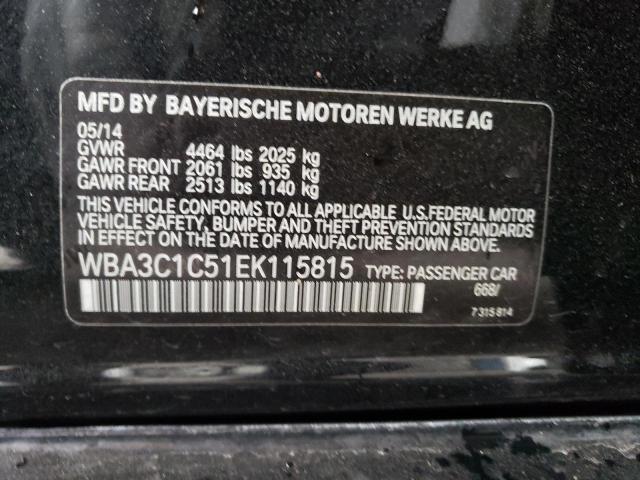 MFD BY BAYERISCHE MOTOREN WERKE AG
05/14
GVWR 4464 lbs 2025 kg
GAWR FRONT 2061 lbs 935 kg
GAWR REAR 2513 lbs 1140 kg
THIS VEHICLE CONFORMS TO ALL APPLICABLE U.S.FEDERAL MOTOR
VEHICLE SAFETY, BUMPER AND THEFT PREVENTION STANDARDS
IN EFFECT ON THE DATE OF MANUFACTURE SHOWN ABOVE.
WBA3C1C51EK115815 TYPE: PASSENGER CAR
668/
7315814